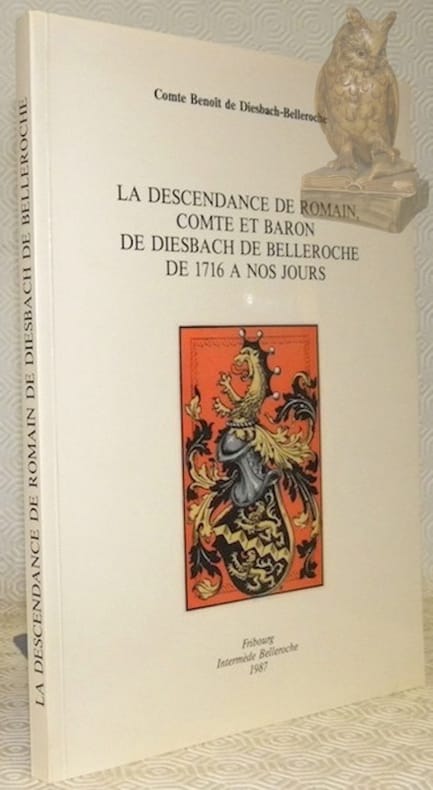 Comte Benoît de Diesbach-Belleroche
LA DESCENDANCE DE ROMAIN,
COMTE ET BARON
DE DIESBACH DE BELLEROCHE
DE 1716 A NOS JOURS
Fribourg
Intermède Belleroche
1987
LA DESCENDANCE DE ROMAIN DE DIESBACH DE BELLEROCHE